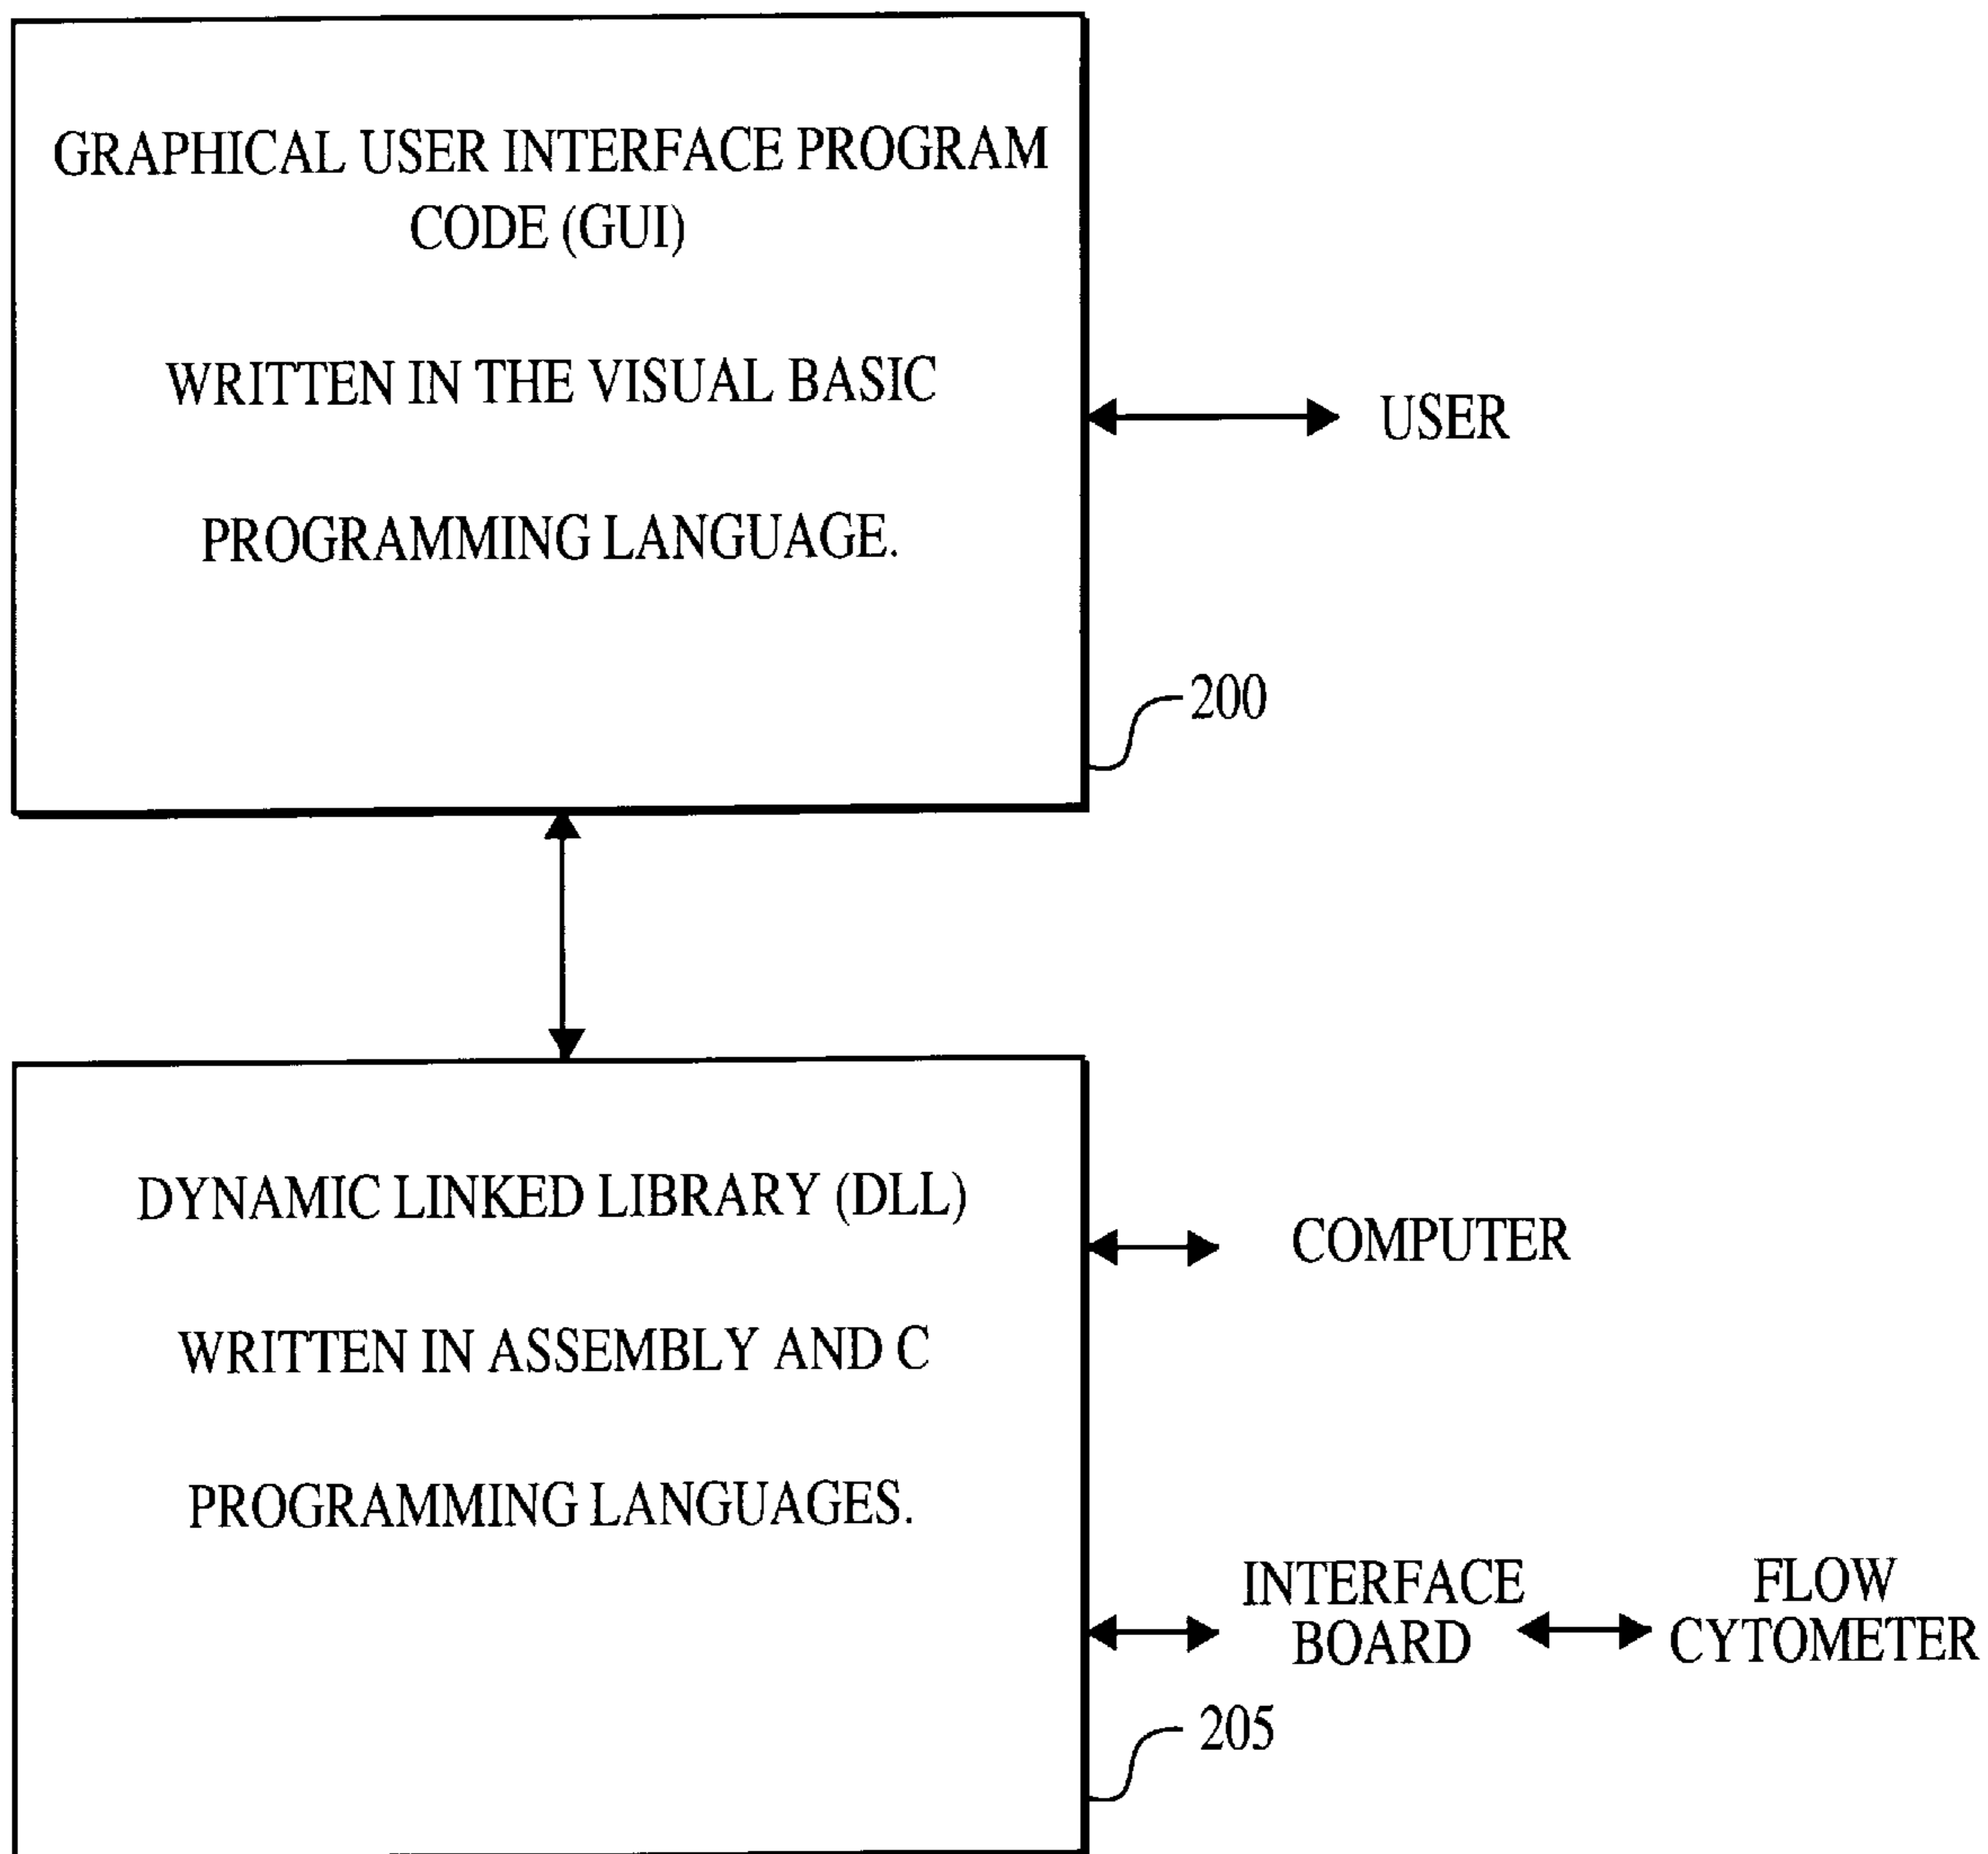 GRAPHICAL USER INTERFACE PROGRAM
CODE (GUI)
WRITTEN IN THE VISUAL BASIC
PROGRAMMING LANGUAGE.
USER
200
DYNAMIC LINKED LIBRARY (DLL)
WRITTEN IN ASSEMBLY AND C
PROGRAMMING LANGUAGES.
COMPUTER
INTERFACE
BOARD
FLOW
CYTOMETER
205